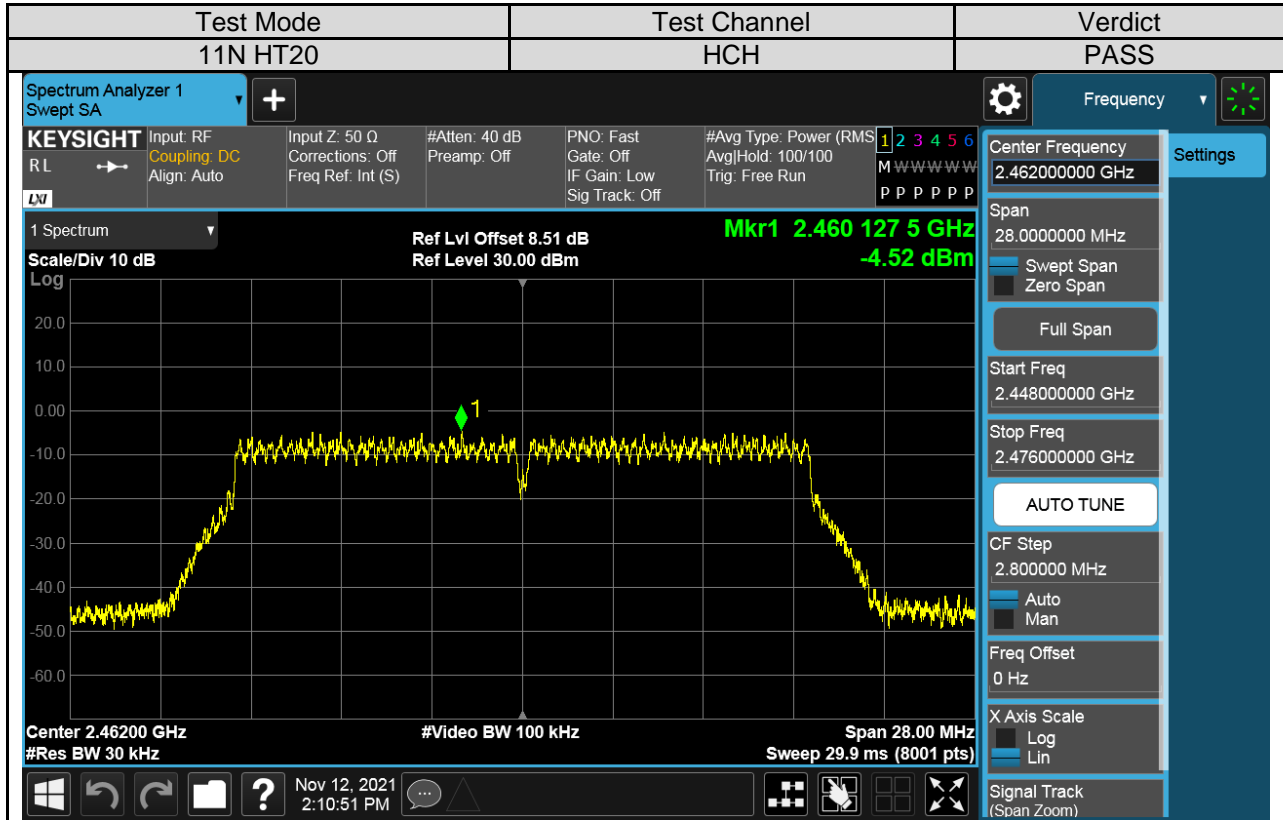 Test Mode Test Channel Verdict
11N HT20 HCH PASS
Spectrum Analyzer 1
Swept SA
+
Frequency
KEYSIGHT Input: RF Input Z: 50 Ω #Atten: 40 dB PNO: Fast #Avg Type: Power (RMS 1 2 3 4 5 6
R L Coupling: DC Corrections: Off Preamp: Off Gate: Off Avg|Hold: 100/100 M W W W W W
Align: Auto Freq Ref: Int (S) IF Gain: Low Trig: Free Run
LXI Sig Track: Off P P P P P P
1 Spectrum Ref Lvl Offset 8.51 dB Mkr1 2.460 127 5 GHz
Scale/Div 10 dB Ref Level 30.00 dBm -4.52 dBm
Log
20.0
10.0
0.00
1
-10.0
-20.0
-30.0
-40.0
-50.0
-60.0
Center 2.46200 GHz #Video BW 100 kHz Span 28.00 MHz
#Res BW 30 kHz Sweep 29.9 ms (8001 pts)
Center Frequency
2.462000000 GHz
Settings
Span
28.0000000 MHz
Swept Span
Zero Span
Full Span
Start Freq
2.448000000 GHz
Stop Freq
2.476000000 GHz
AUTO TUNE
CF Step
2.800000 MHz
Auto
Man
Freq Offset
0 Hz
X Axis Scale
Log
Lin
Signal Track
(Span Zoom)
?
Nov 12, 2021
2:10:51 PM